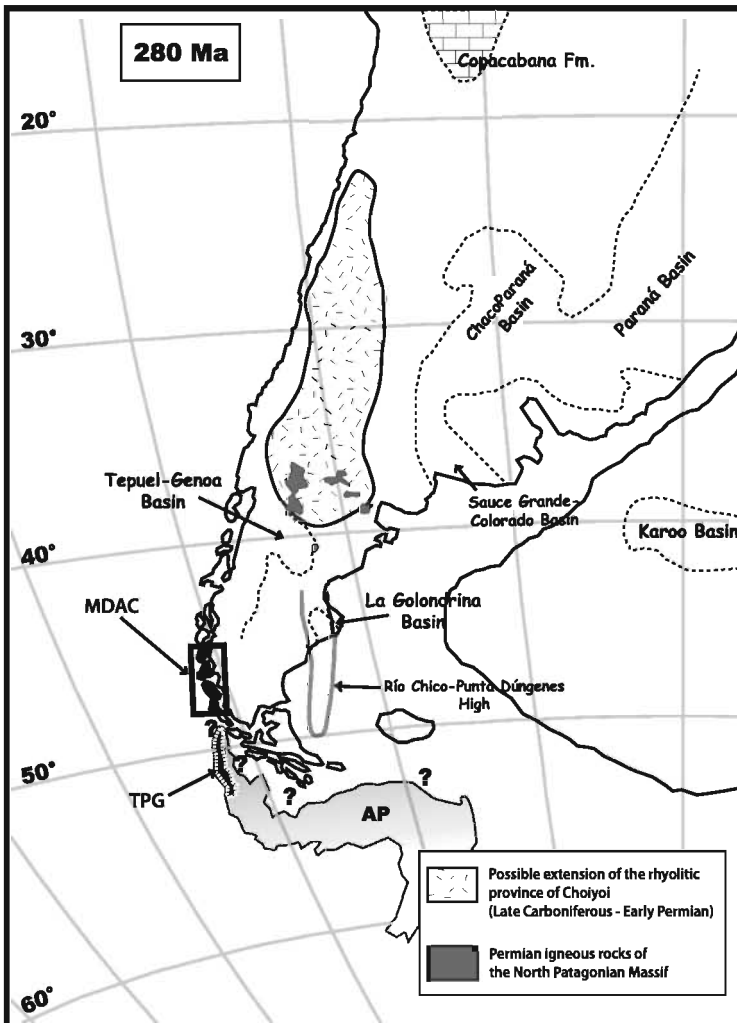 280 Ma
Copacabana Fm.
20°
30°
40°
50°
60°
ChacoParaná
Basin
Paraná Basin
Tepuel-Genoa
Basin
Sauce Grande-
Colorado Basin
Karoo Basin
MDAC
La Golondrina
Basin
Río Chico-Punta Dúngenes
High
?
?
?
?
TPG
AP
Possible extension of the rhyolitic
province of Choiyoi
(Late Carboniferous - Early Permian)
Permian igneous rocks of
the North Patagonian Massif